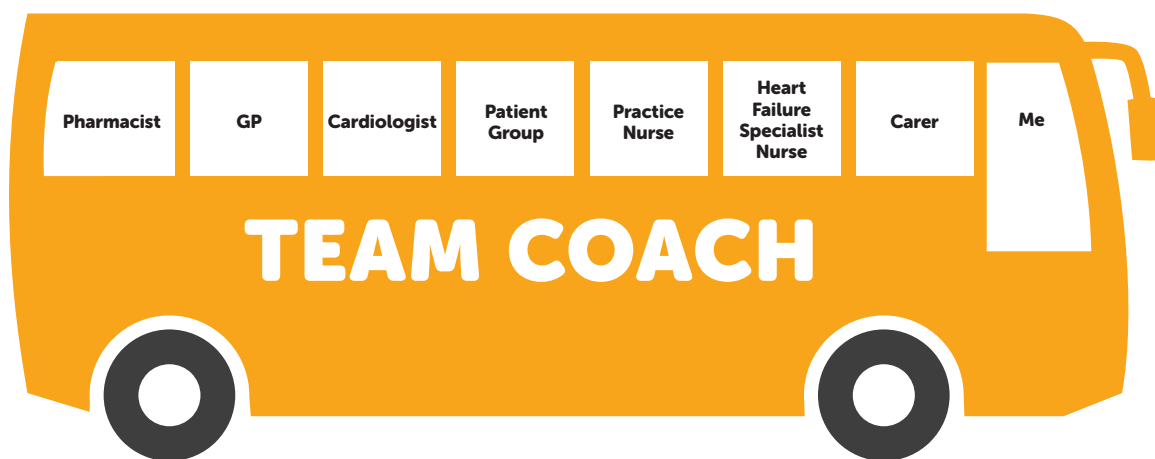 Pharmacist
GP
Cardiologist
Patient
Group
Practice
Nurse
Heart
Failure
Specialist
Nurse
Carer
Me
TEAM COACH